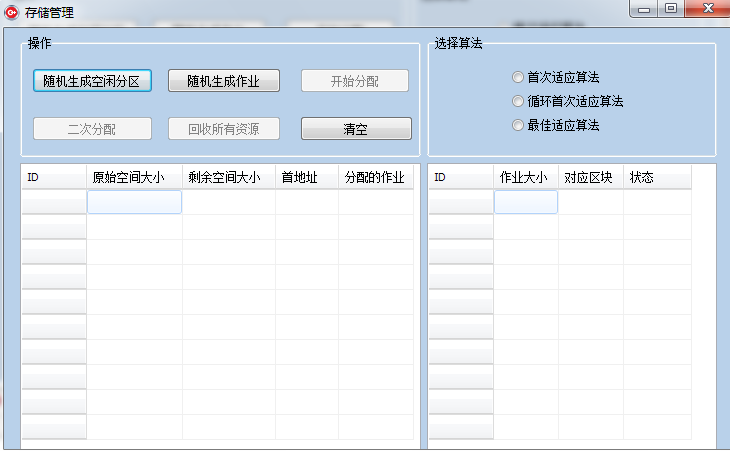 存储管理
操作
随机生成空闲分区 随机生成作业 开始分配
二次分配 回收所有资源 清空
选择算法
首次适应算法
循环首次适应算法
最佳适应算法
ID 原始空间大小 剩余空间大小 首地址 分配的作业
ID 作业大小 对应区块 状态